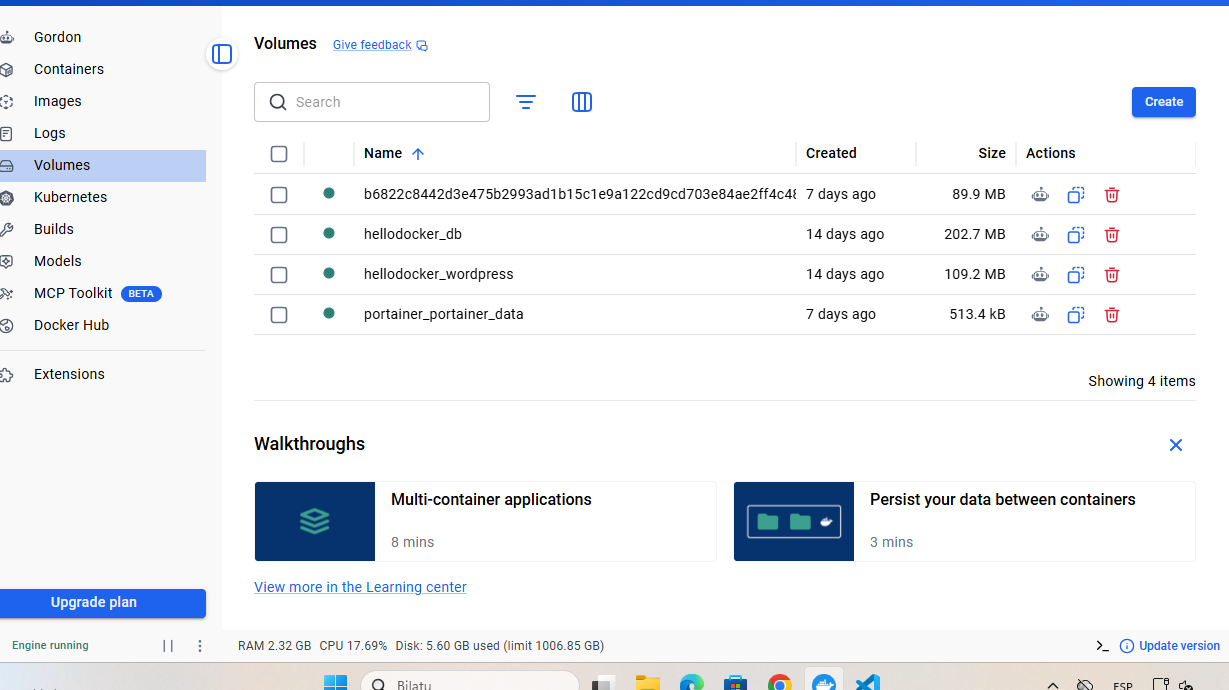 Gordon
Containers
Images
Logs
Volumes
Kubernetes
Builds
Models
MCP Toolkit BETA
Docker Hub
Extensions
Upgrade plan
Volumes Give feedback
Search
Create
Name Created Size Actions
b6822c8442d3e475b2993ad1b15c1e9a122cd9cd703e84ae2ff4c48 7 days ago 89.9 MB
hellodocker_db 14 days ago 202.7 MB
hellodocker_wordpress 14 days ago 109.2 MB
portainer_portainer_data 7 days ago 513.4 kB
Showing 4 items
Walkthroughs
Multi-container applications
8 mins
Persist your data between containers
3 mins
View more in the Learning center
Engine running RAM 2.32 GB CPU 17.69% Disk: 5.60 GB used (limit 1006.85 GB) Update version
Bilatu ESP